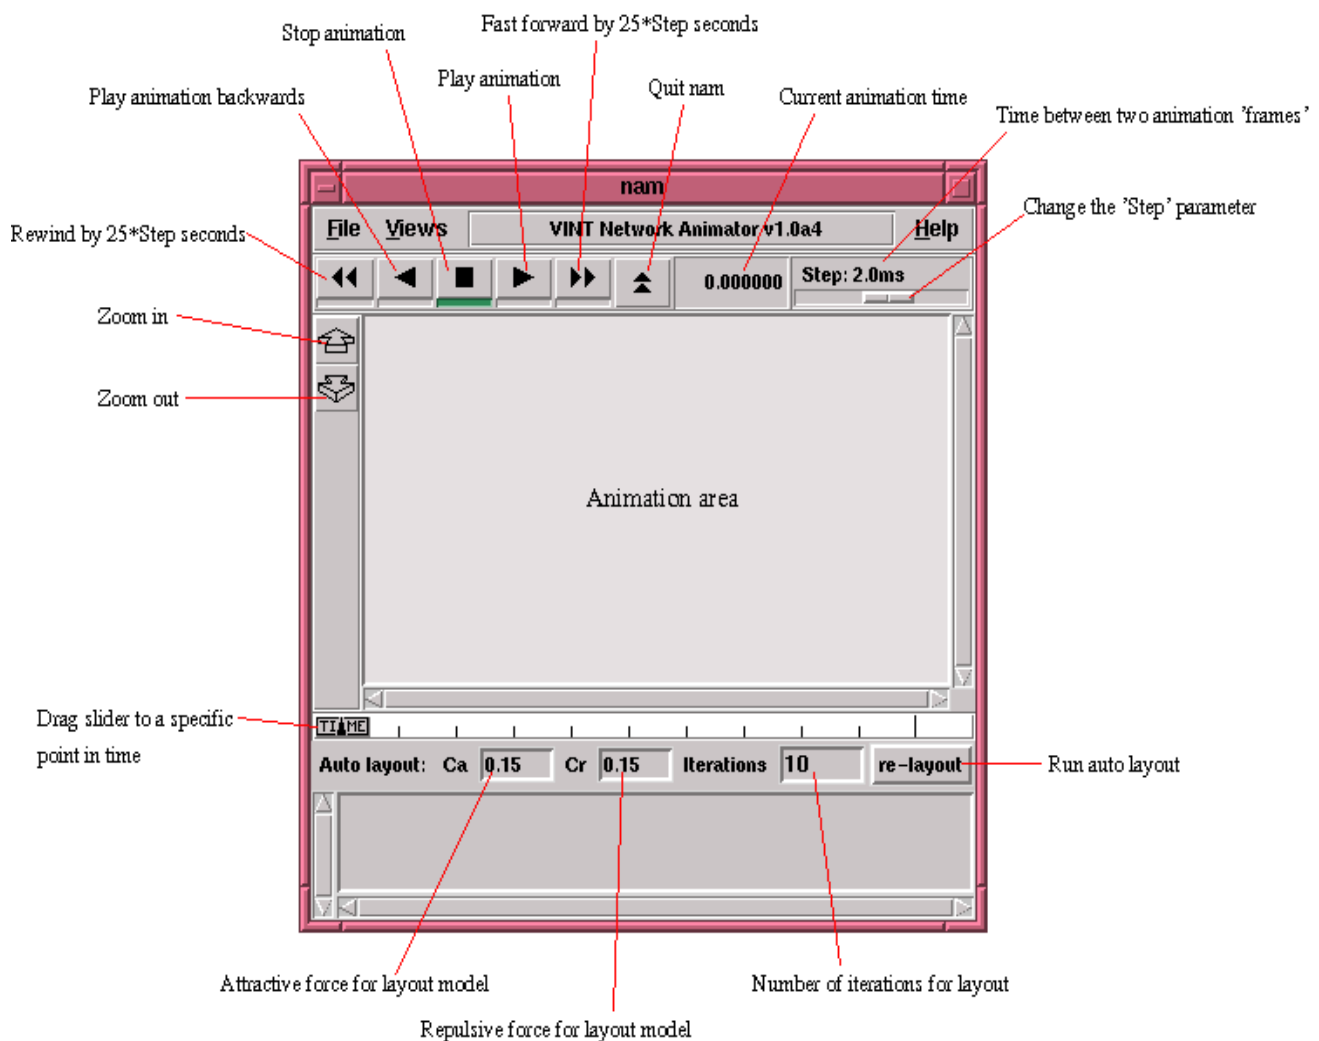 Fast forward by 25*Step seconds
Stop animation
Play animation
Quit nam
Play animation backwards
Current animation time
Time between two animation 'frames'
nam
Change the 'Step' parameter
File Views VINT Network Animator v1.0a4 Help
Rewind by 25*Step seconds
0.000000 Step: 2.0ms
Zoom in
Zoom out
Animation area
Drag slider to a specific
point in time
TIME
Auto layout: Ca 0.15 Cr 0.15 Iterations 10 re-layout
Run auto layout
Attractive force for layout model
Number of iterations for layout
Repulsive force for layout model